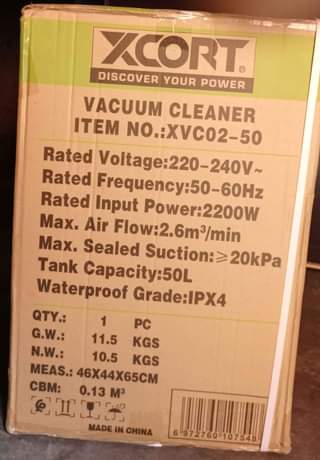 XCORT®
DISCOVER YOUR POWER
VACUUM CLEANER
ITEM NO.:XVC02-50
Rated Voltage:220-240V~
Rated Frequency:50-60Hz
Rated Input Power:2200W
Max. Air Flow:2.6m³/min
Max. Sealed Suction:≥20kPa
Tank Capacity:50L
Waterproof Grade:IPX4
QTY.: 1 PC
G.W.: 11.5 KGS
N.W.: 10.5 KGS
MEAS.: 46X44X65CM
CBM: 0.13 M³
MADE IN CHINA
6 972760 107548